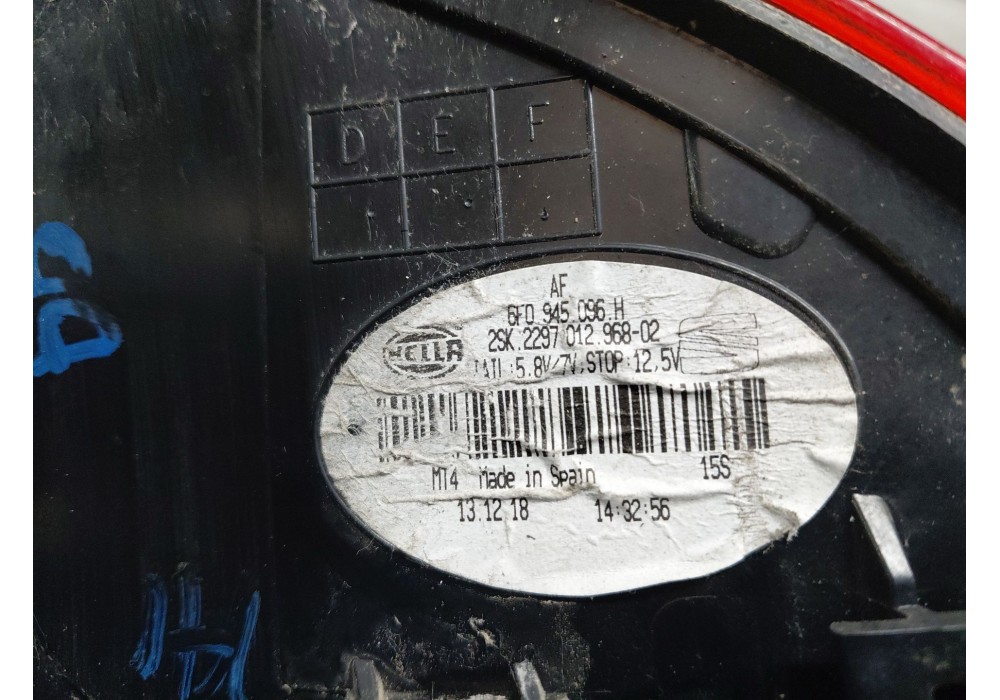 D E F
AF
6F0.945.096.H
2SK.2297 012.968-02
HELLA
TATL:5.8V/7V,STOP:12,5V
MT4 Made in Spain 15S
13.12.18 14:32:56